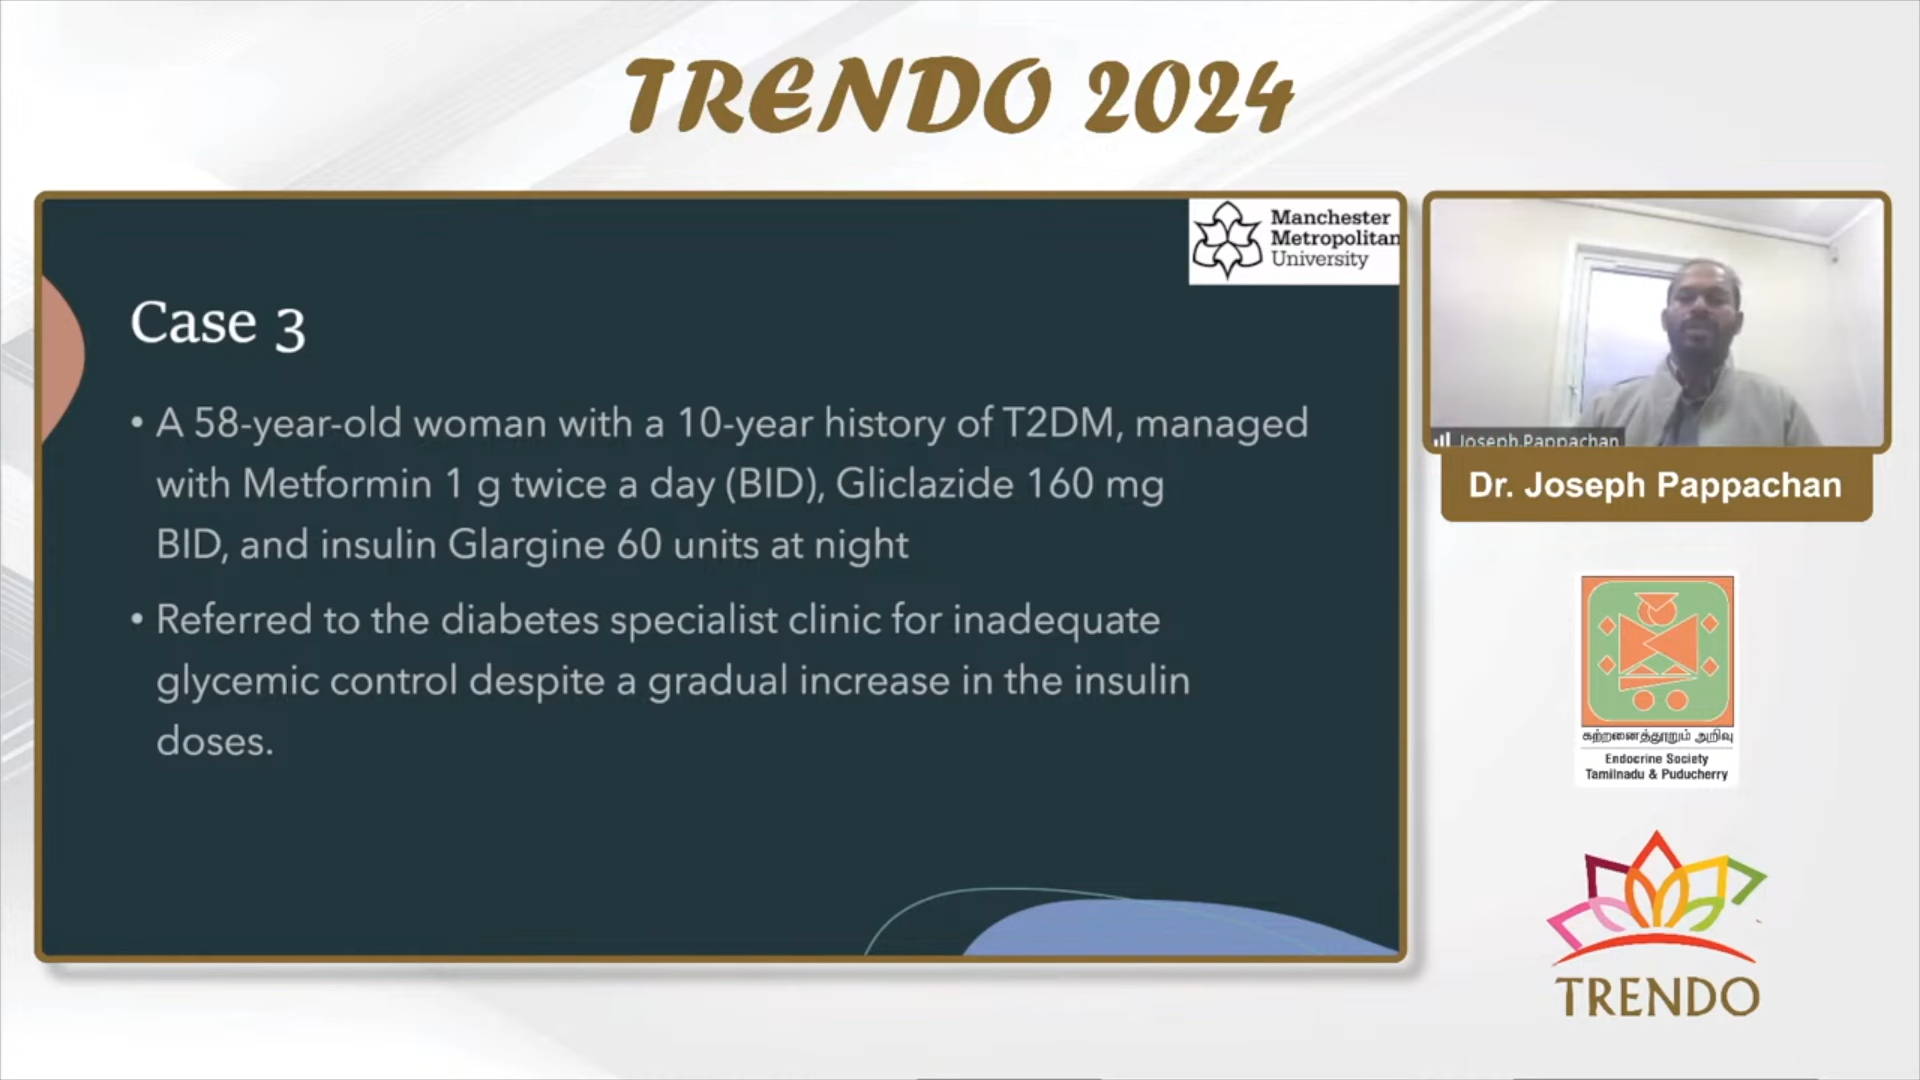 TRENDO 2024
Manchester
Metropolitan
University
Case 3
• A 58-year-old woman with a 10-year history of T2DM, managed
with Metformin 1 g twice a day (BID), Gliclazide 160 mg
BID, and insulin Glargine 60 units at night
• Referred to the diabetes specialist clinic for inadequate
glycemic control despite a gradual increase in the insulin
doses.
Joseph Pappachan
Dr. Joseph Pappachan
கற்றனைத்தூறும் அறிவு
Endocrine Society
Tamilnadu & Puducherry
TRENDO